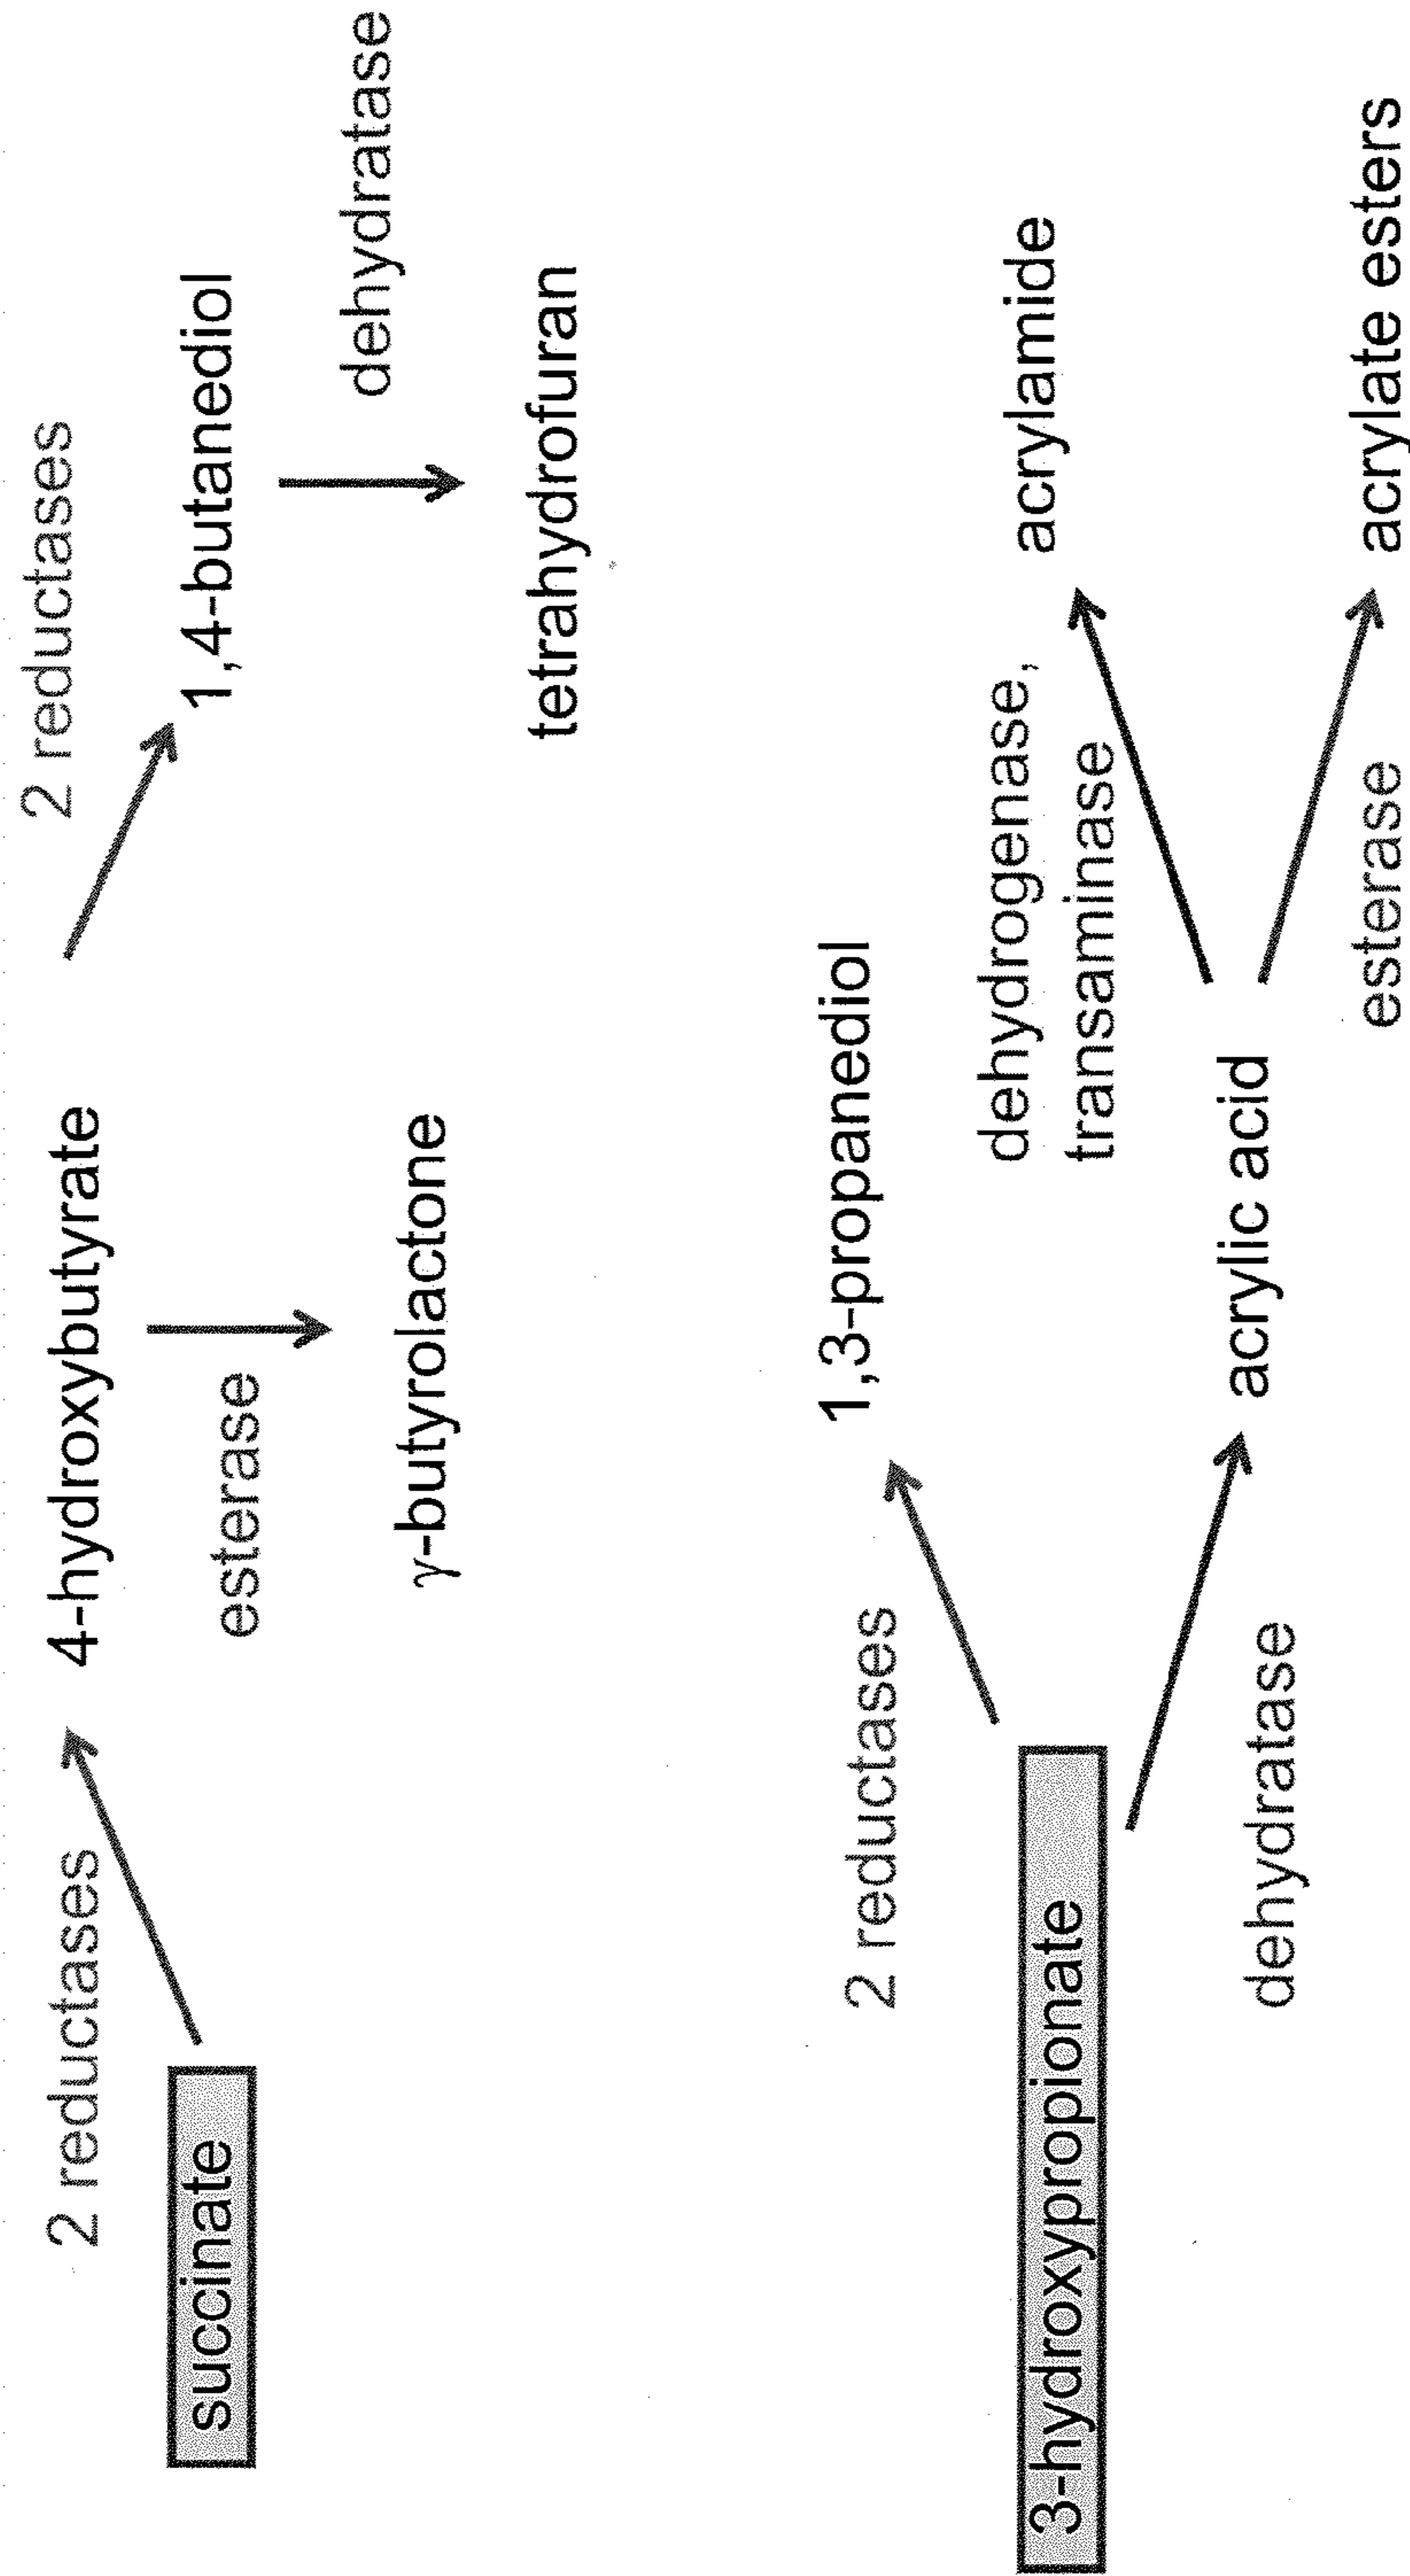 2 reductases
2 reductases
succinate
4-hydroxybutyrate
1,4-butanediol
esterase
dehydratase
γ-butyrolactone
tetrahydrofuran
2 reductases
1,3-propanediol
3-hydroxypropionate
dehydrogenase,
transaminase
acrylamide
dehydratase
acrylic acid
esterase
acrylate esters